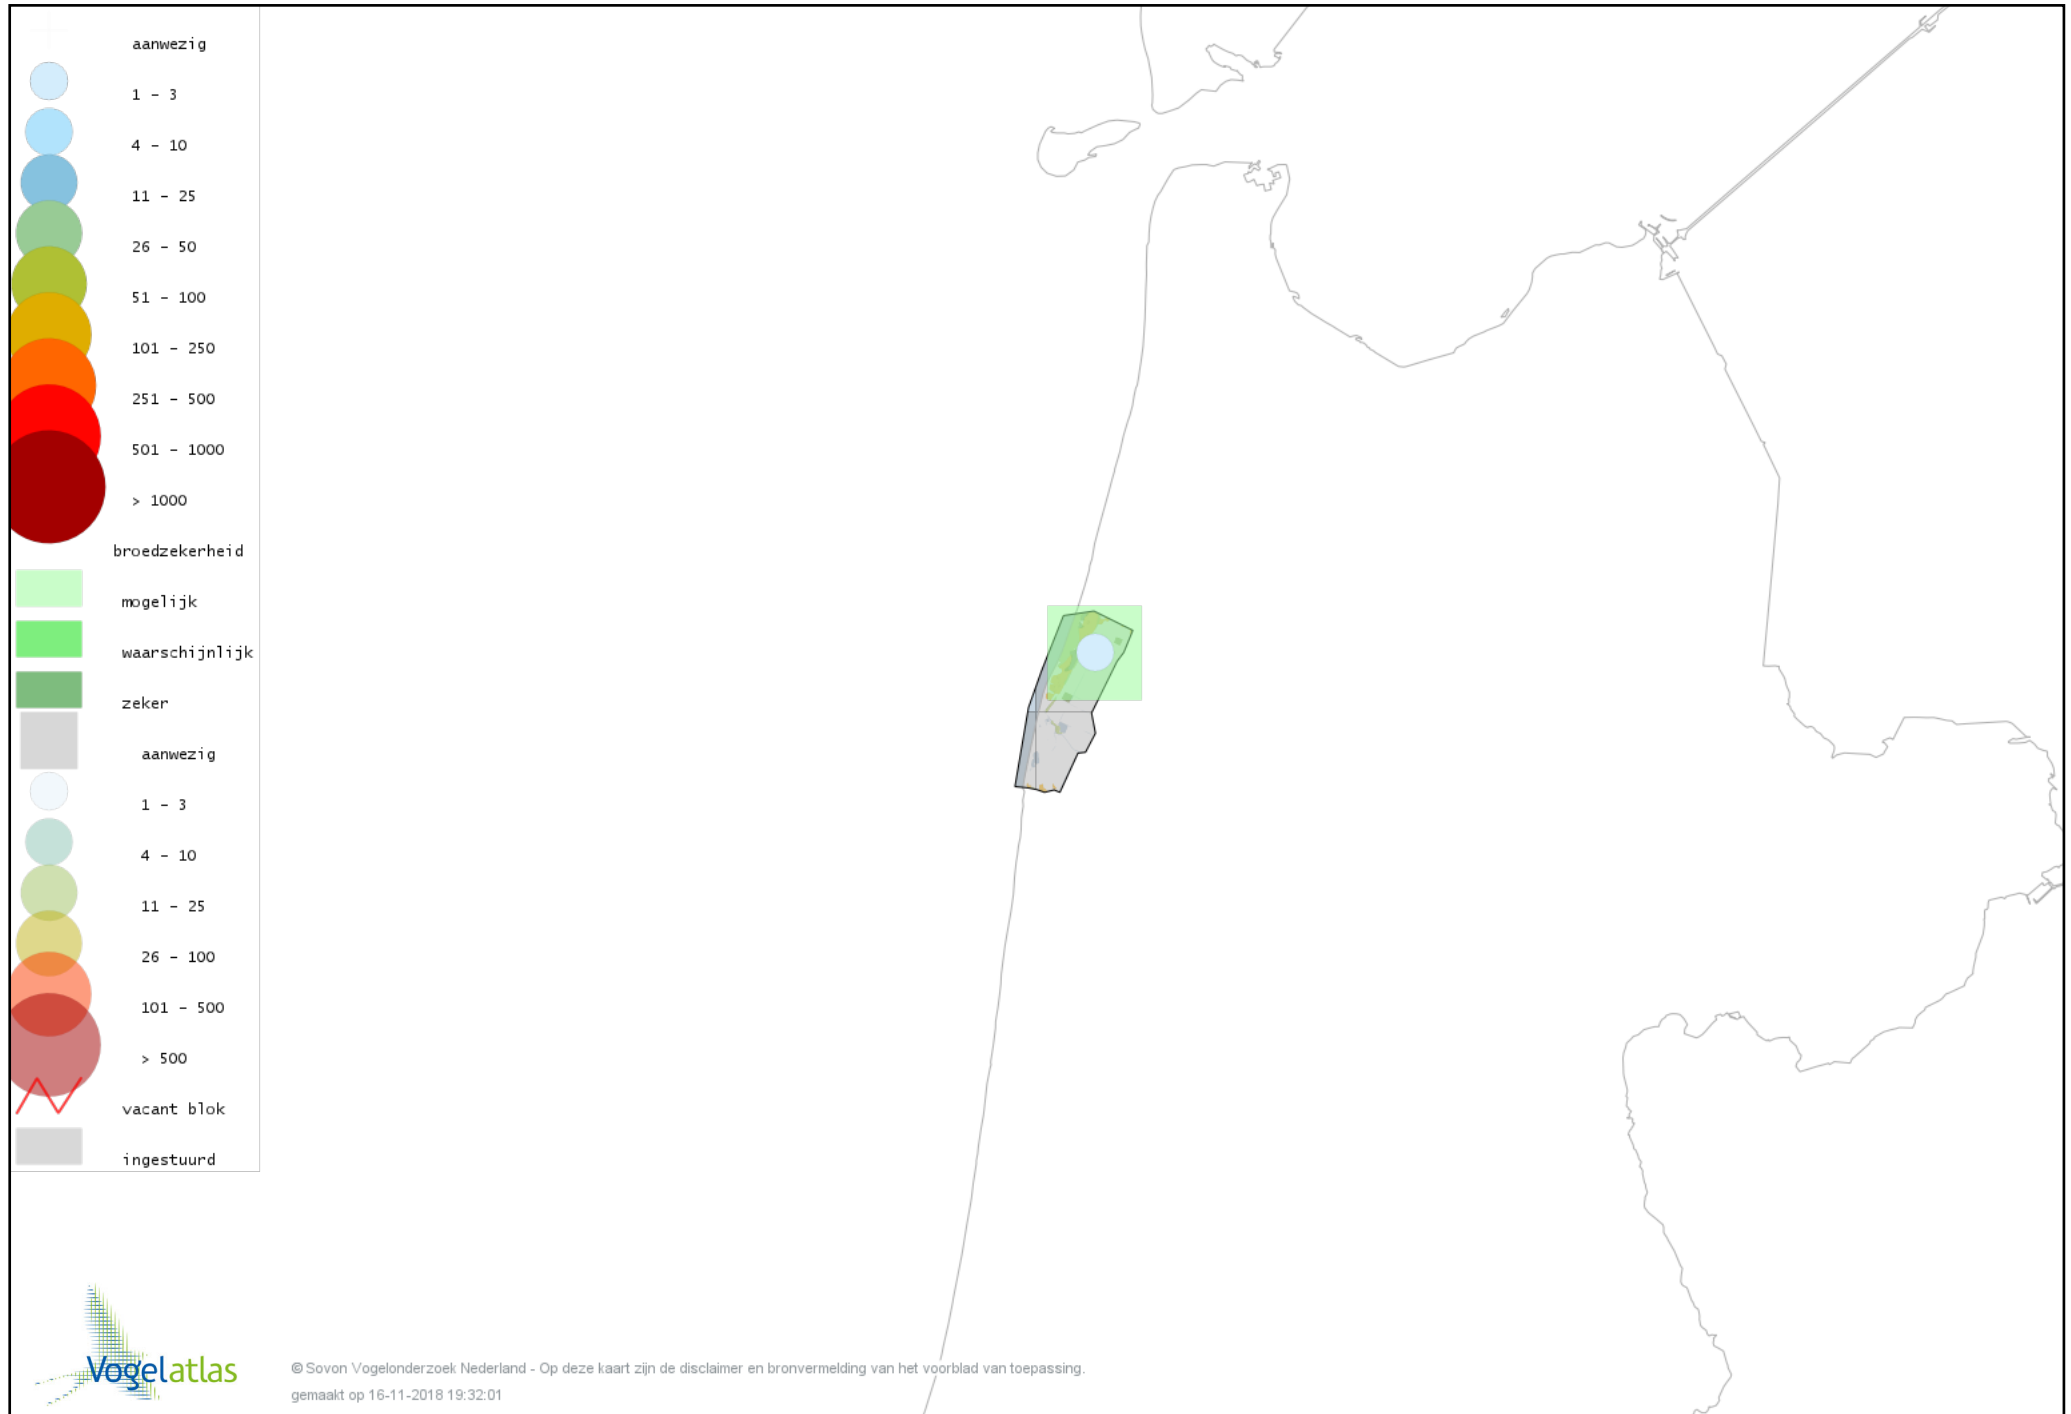 aanwezig
1 – 3
4 – 10
11 – 25
26 – 50
51 – 100
101 – 250
251 – 500
501 – 1000
> 1000
broedzekerheid
mogelijk
waarschijnlijk
zeker
aanwezig
1 – 3
4 – 10
11 – 25
26 – 100
101 – 500
> 500
vacant blok
ingestuurd
Vogelatlas
© Sovon Vogelonderzoek Nederland - Op deze kaart zijn de disclaimer en bronvermelding van het voorblad van toepassing.
gemaakt op 16-11-2018 19:32:01